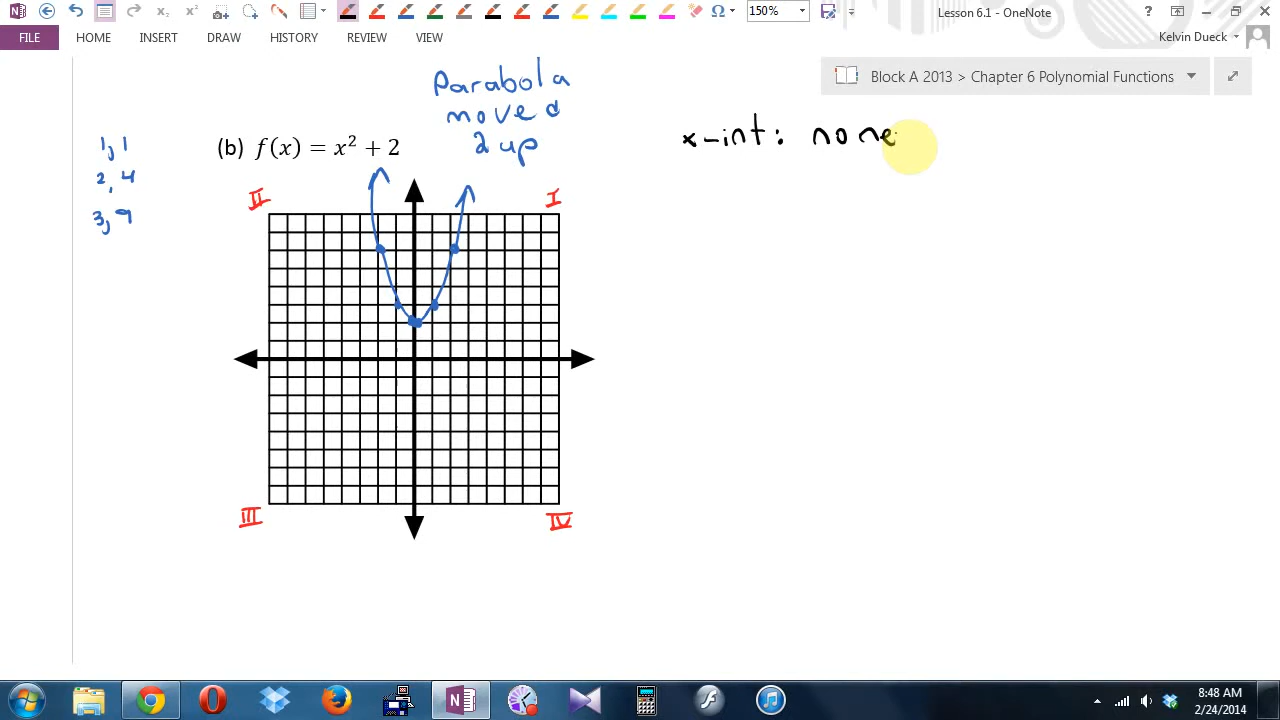 150%
Lesson 6.1 - OneNote
FILE
HOME
INSERT
DRAW
HISTORY
REVIEW
VIEW
Kelvin Dueck
Block A 2013 > Chapter 6 Polynomial Functions
Parabola
moved
2 up
1, 1
2, 4
3, 9
(b) f(x) = x² + 2
x-int: none
II
I
III
IV
8:48 AM
2/24/2014